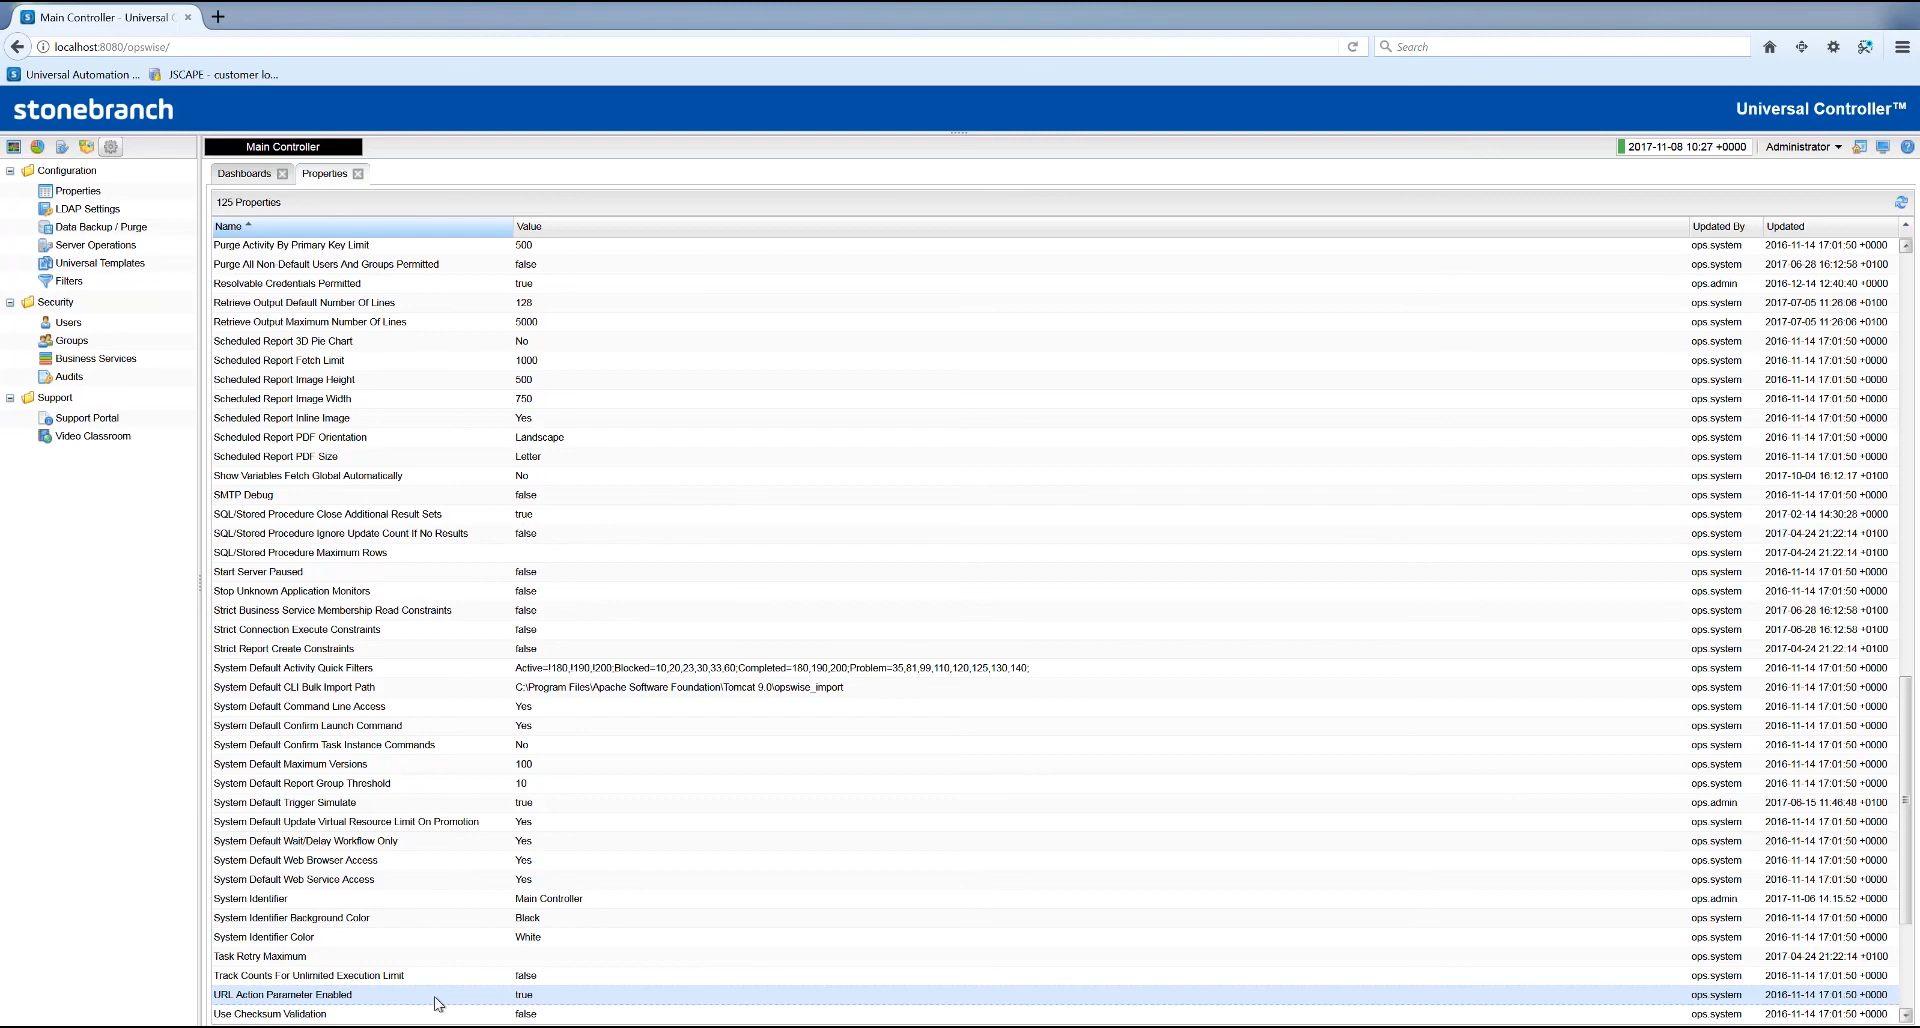 Main Controller - Universal C
localhost:8080/opswise/
Search
Universal Automation ...
JSCAPE - customer lo...
stonebranch
Universal Controller™
Main Controller
2017-11-08 10:27 +0000
Administrator
Configuration
Properties
LDAP Settings
Data Backup / Purge
Server Operations
Universal Templates
Filters
Security
Users
Groups
Business Services
Audits
Support
Support Portal
Video Classroom
Dashboards
Properties
125 Properties
Name Value Updated By Updated
Purge Activity By Primary Key Limit 500 ops.system 2016-11-14 17:01:50 +0000
Purge All Non-Default Users And Groups Permitted false ops.system 2017-06-28 16:12:58 +0100
Resolvable Credentials Permitted true ops.admin 2016-12-14 12:40:40 +0000
Retrieve Output Default Number Of Lines 128 ops.system 2017-07-05 11:26:06 +0100
Retrieve Output Maximum Number Of Lines 5000 ops.system 2017-07-05 11:26:06 +0100
Scheduled Report 3D Pie Chart No ops.system 2016-11-14 17:01:50 +0000
Scheduled Report Fetch Limit 1000 ops.system 2016-11-14 17:01:50 +0000
Scheduled Report Image Height 500 ops.system 2016-11-14 17:01:50 +0000
Scheduled Report Image Width 750 ops.system 2016-11-14 17:01:50 +0000
Scheduled Report Inline Image Yes ops.system 2016-11-14 17:01:50 +0000
Scheduled Report PDF Orientation Landscape ops.system 2016-11-14 17:01:50 +0000
Scheduled Report PDF Size Letter ops.system 2016-11-14 17:01:50 +0000
Show Variables Fetch Global Automatically No ops.system 2017-10-04 16:12:17 +0100
SMTP Debug false ops.system 2016-11-14 17:01:50 +0000
SQL/Stored Procedure Close Additional Result Sets true ops.system 2017-02-14 14:30:28 +0000
SQL/Stored Procedure Ignore Update Count If No Results false ops.system 2017-04-24 21:22:14 +0100
SQL/Stored Procedure Maximum Rows ops.system 2017-04-24 21:22:14 +0100
Start Server Paused false ops.system 2016-11-14 17:01:50 +0000
Stop Unknown Application Monitors false ops.system 2016-11-14 17:01:50 +0000
Strict Business Service Membership Read Constraints false ops.system 2017-06-28 16:12:58 +0100
Strict Connection Execute Constraints false ops.system 2017-06-28 16:12:58 +0100
Strict Report Create Constraints false ops.system 2017-04-24 21:22:14 +0100
System Default Activity Quick Filters Active=!180,!190,!200;Blocked=10,20,23,30,33,60;Completed=180,190,200;Problem=35,81,99,110,120,125,130,140; ops.system 2016-11-14 17:01:50 +0000
System Default CLI Bulk Import Path C:\Program Files\Apache Software Foundation\Tomcat 9.0\opswise_import ops.system 2016-11-14 17:01:50 +0000
System Default Command Line Access Yes ops.system 2016-11-14 17:01:50 +0000
System Default Confirm Launch Command Yes ops.system 2016-11-14 17:01:50 +0000
System Default Confirm Task Instance Commands No ops.system 2016-11-14 17:01:50 +0000
System Default Maximum Versions 100 ops.system 2016-11-14 17:01:50 +0000
System Default Report Group Threshold 10 ops.system 2016-11-14 17:01:50 +0000
System Default Trigger Simulate true ops.admin 2017-06-15 11:46:48 +0100
System Default Update Virtual Resource Limit On Promotion Yes ops.system 2016-11-14 17:01:50 +0000
System Default Wait/Delay Workflow Only Yes ops.system 2016-11-14 17:01:50 +0000
System Default Web Browser Access Yes ops.system 2016-11-14 17:01:50 +0000
System Default Web Service Access Yes ops.system 2016-11-14 17:01:50 +0000
System Identifier Main Controller ops.admin 2017-11-06 14:15:52 +0000
System Identifier Background Color Black ops.system 2016-11-14 17:01:50 +0000
System Identifier Color White ops.system 2016-11-14 17:01:50 +0000
Task Retry Maximum ops.system 2017-04-24 21:22:14 +0100
Track Counts For Unlimited Execution Limit false ops.system 2016-11-14 17:01:50 +0000
URL Action Parameter Enabled true ops.system 2016-11-14 17:01:50 +0000
Use Checksum Validation false ops.system 2016-11-14 17:01:50 +0000